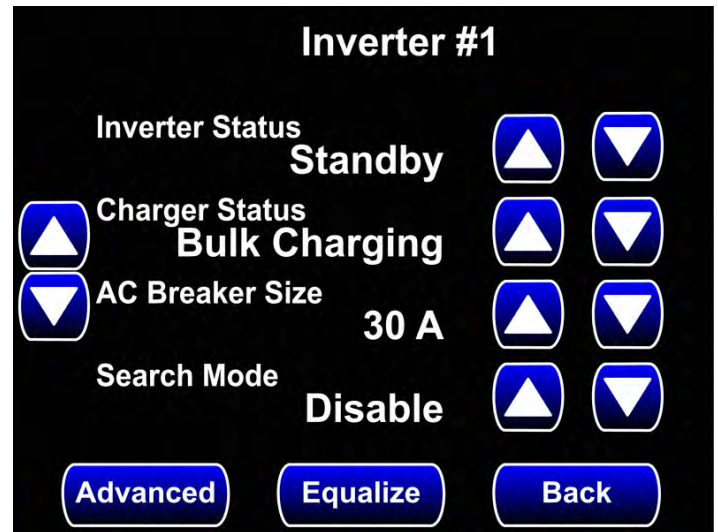 Inverter #1
Inverter Status
Standby
Charger Status
Bulk Charging
AC Breaker Size
30 A
Search Mode
Disable
Advanced
Equalize
Back